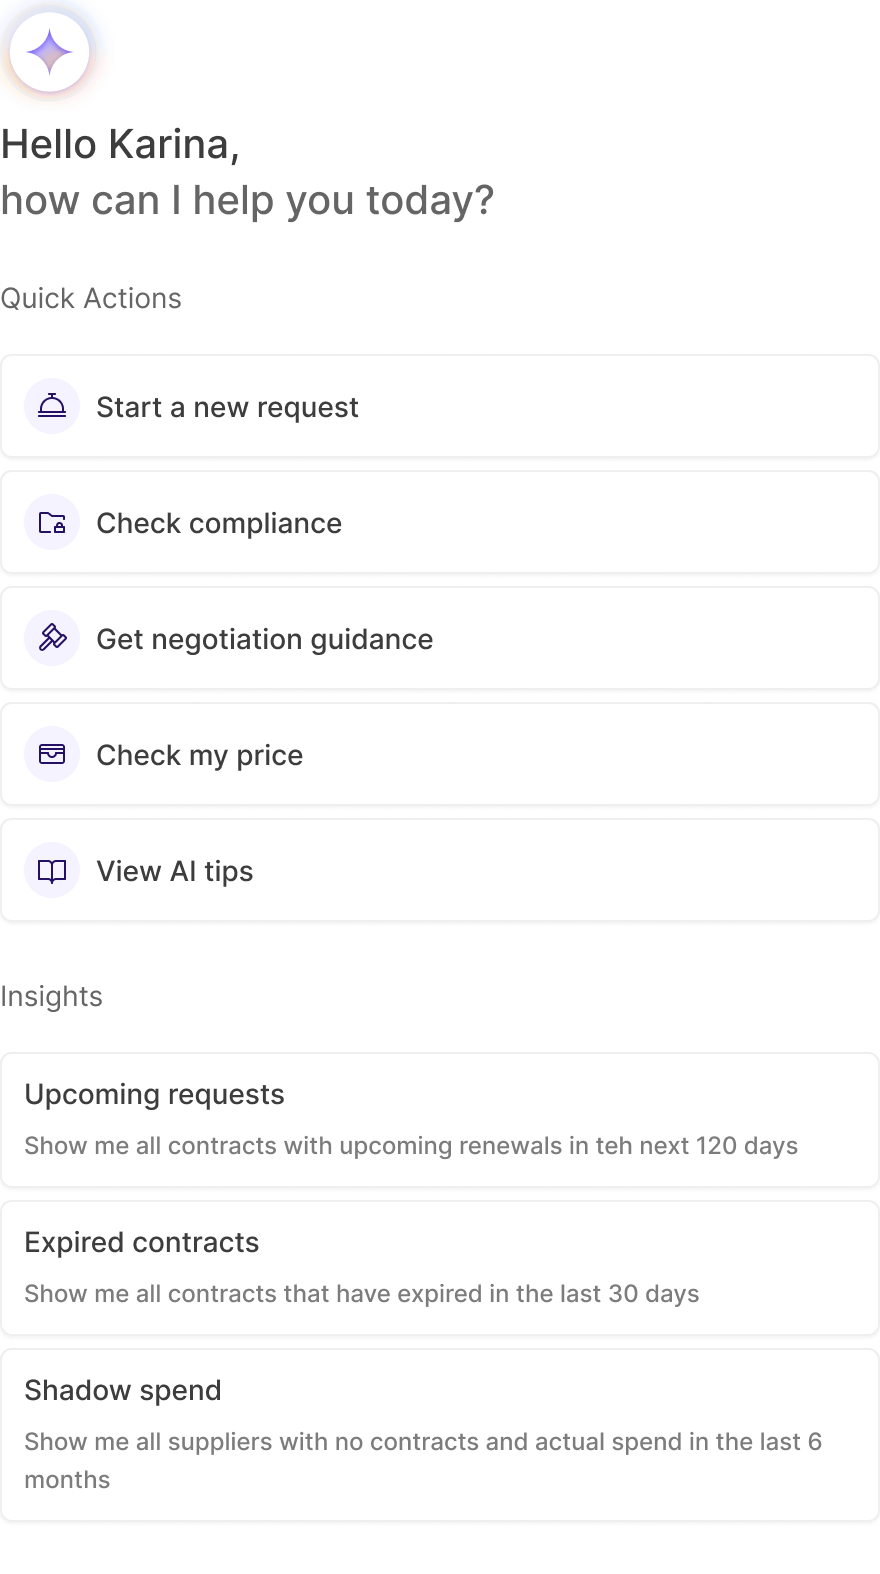 Hello Karina,
how can I help you today?
Quick Actions
Start a new request
Check compliance
Get negotiation guidance
Check my price
View AI tips
Insights
Upcoming requests
Show me all contracts with upcoming renewals in teh next 120 days
Expired contracts
Show me all contracts that have expired in the last 30 days
Shadow spend
Show me all suppliers with no contracts and actual spend in the last 6
months